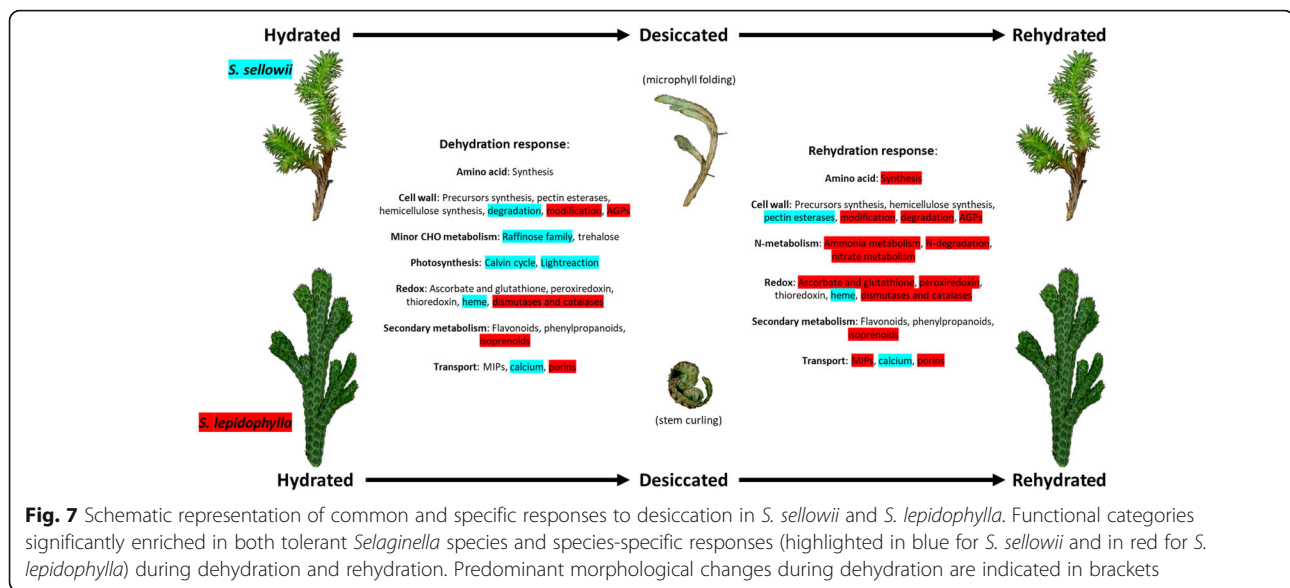 Hydrated Desiccated Rehydrated
S. sellowii
(microphyll folding)
Dehydration response:
Amino acid: Synthesis
Cell wall: Precursors synthesis, pectin esterases,
hemicellulose synthesis, degradation, modification, AGPs
Minor CHO metabolism: Raffinose family, trehalose
Photosynthesis: Calvin cycle, Lightreaction
Redox: Ascorbate and glutathione, peroxiredoxin,
thioredoxin, heme, dismutases and catalases
Secondary metabolism: Flavonoids, phenylpropanoids,
isoprenoids
Transport: MIPs, calcium, porins
Rehydration response:
Amino acid: Synthesis
Cell wall: Precursors synthesis, hemicellulose synthesis,
pectin esterases, modification, degradation, AGPs
N-metabolism: Ammonia metabolism, N-degradation,
nitrate metabolism
Redox: Ascorbate and glutathione, peroxiredoxin,
thioredoxin, heme, dismutases and catalases
Secondary metabolism: Flavonoids, phenylpropanoids,
isoprenoids
Transport: MIPs, calcium, porins
(stem curling)
S. lepidophylla
Hydrated Desiccated Rehydrated
Fig. 7 Schematic representation of common and specific responses to desiccation in S. sellowii and S. lepidophylla. Functional categories
significantly enriched in both tolerant Selaginella species and species-specific responses (highlighted in blue for S. sellowii and in red for S.
lepidophylla) during dehydration and rehydration. Predominant morphological changes during dehydration are indicated in brackets